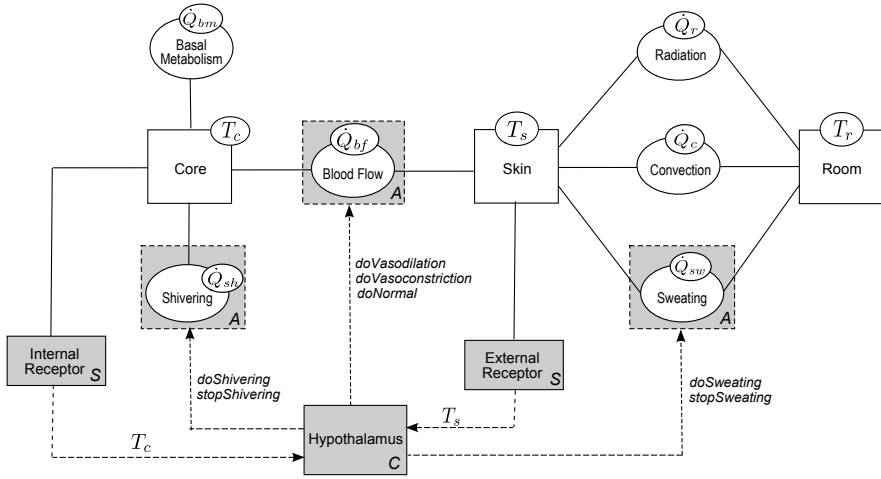 Q̇bm
Basal
Metabolism
Tc
Core
Q̇bf
Blood Flow
A
Ts
Skin
Q̇r
Radiation
Q̇c
Convection
Tr
Room
Q̇sh
Shivering
A
Q̇sw
Sweating
A
doVasodilation
doVasoconstriction
doNormal
Internal
Receptor
S
External
Receptor
S
doShivering
stopShivering
doSweating
stopSweating
Tc
Ts
Hypothalamus
C